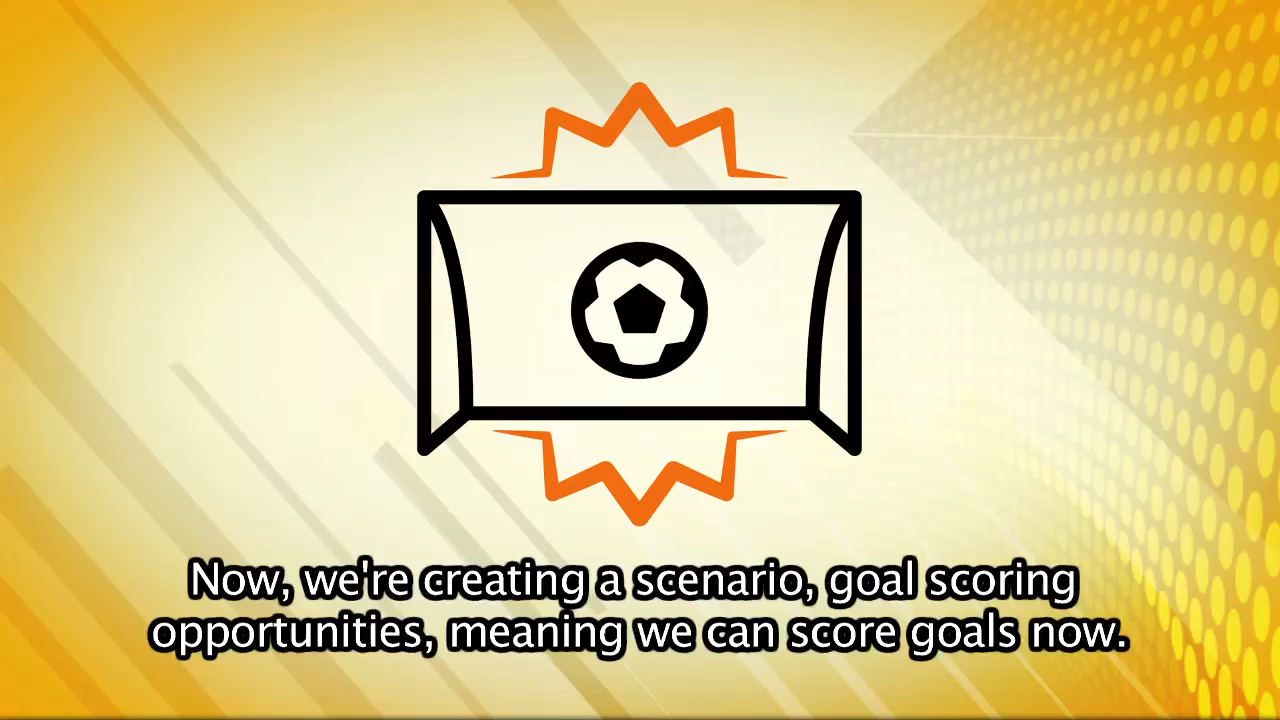 Now, we're creating a scenario, goal scoring
opportunities, meaning we can score goals now.